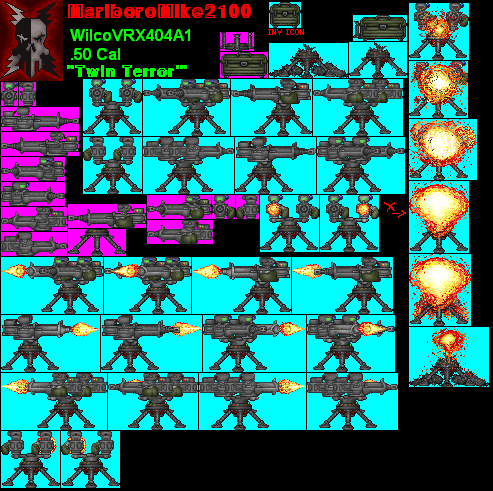 MarlboroMike2100
WilcoVRX404A1
.50 Cal
"Twin Terror"
INV ICON
X->